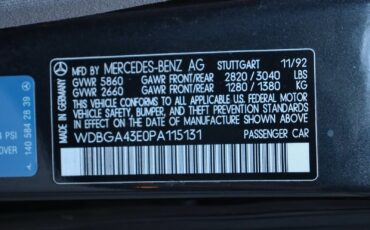 MERCEDES-BENZ AG STUTTGART 11/92
GVWR 5860 GAWR FRONT/REAR 2820 / 3040 LBS
GVWR 2660 GAWR FRONT/REAR 1280 / 1380 KG
THIS VEHICLE CONFORMS TO ALL APPLICABLE U.S. FEDERAL MOTOR
VEHICLE SAFETY, BUMPER, AND THEFT PREVENTION STANDARDS
IN EFFECT ON THE DATE OF MANUFACTURE SHOWN ABOVE.
WDBGA43E0PA115131 PASSENGER CAR
MADE IN GERMANY
140 584 28 39
PSI
OVER